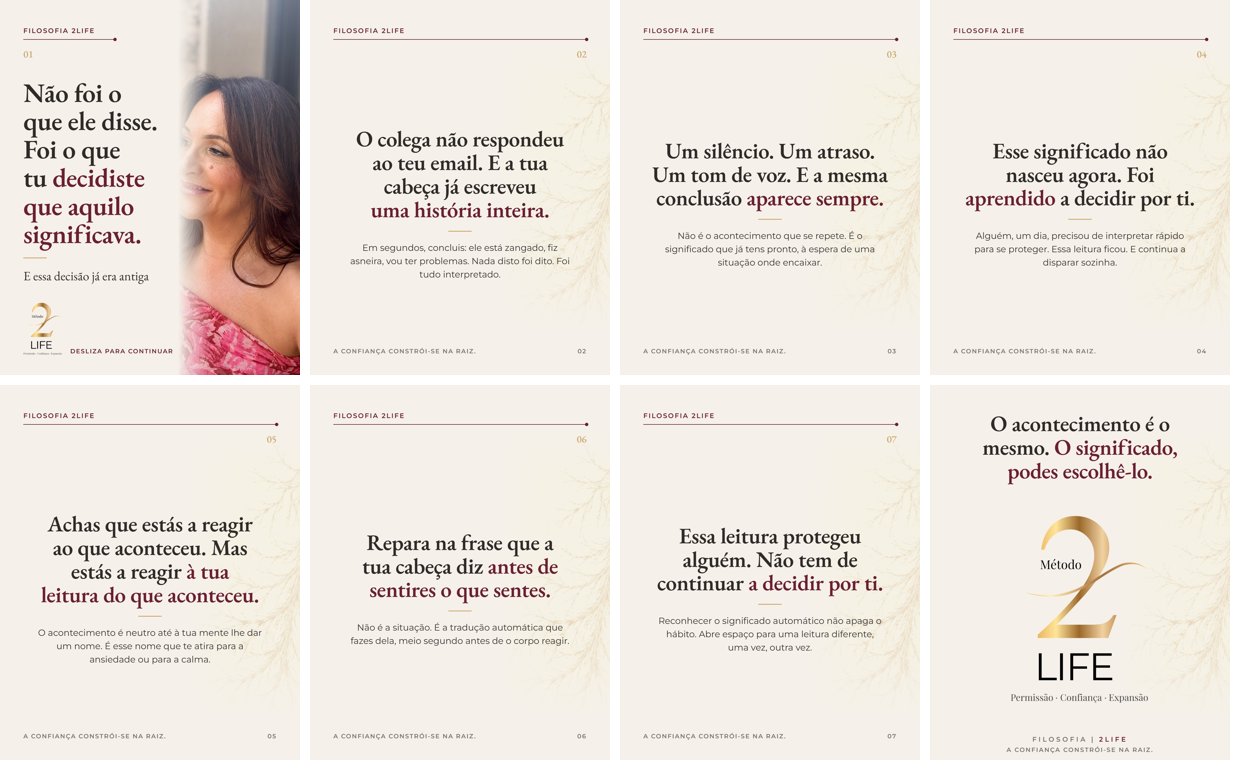 FILOSOFIA 2LIFE
01
Não foi o
que ele disse.
Foi o que
tu decidiste
que aquilo
significava.
E essa decisão já era antiga
Método
2
LIFE
Permissão · Confiança · Expansão
DESLIZA PARA CONTINUAR
FILOSOFIA 2LIFE
02
O colega não respondeu
ao teu email. E a tua
cabeça já escreveu
uma história inteira.
Em segundos, concluis: ele está zangado, fiz
asneira, vou ter problemas. Nada disto foi dito. Foi
tudo interpretado.
A CONFIANÇA CONSTRÓI-SE NA RAIZ.
02
FILOSOFIA 2LIFE
03
Um silêncio. Um atraso.
Um tom de voz. E a mesma
conclusão aparece sempre.
Não é o acontecimento que se repete. É o
significado que já tens pronto, à espera de uma
situação onde encaixar.
A CONFIANÇA CONSTRÓI-SE NA RAIZ.
03
FILOSOFIA 2LIFE
04
Esse significado não
nasceu agora. Foi
aprendido a decidir por ti.
Alguém, um dia, precisou de interpretar rápido
para se proteger. Essa leitura ficou. E continua a
disparar sozinha.
A CONFIANÇA CONSTRÓI-SE NA RAIZ.
04
FILOSOFIA 2LIFE
05
Achas que estás a reagir
ao que aconteceu. Mas
estás a reagir à tua
leitura do que aconteceu.
O acontecimento é neutro até à tua mente lhe dar
um nome. É esse nome que te atira para a
ansiedade ou para a calma.
A CONFIANÇA CONSTRÓI-SE NA RAIZ.
05
FILOSOFIA 2LIFE
06
Repara na frase que a
tua cabeça diz antes de
sentires o que sentes.
Não é a situação. É a tradução automática que
fazes dela, meio segundo antes de o corpo reagir.
A CONFIANÇA CONSTRÓI-SE NA RAIZ.
06
FILOSOFIA 2LIFE
07
Essa leitura protegeu
alguém. Não tem de
continuar a decidir por ti.
Reconhecer o significado automático não apaga o
hábito. Abre espaço para uma leitura diferente,
uma vez, outra vez.
A CONFIANÇA CONSTRÓI-SE NA RAIZ.
07
O acontecimento é o
mesmo. O significado,
podes escolhê-lo.
Método
2
LIFE
Permissão · Confiança · Expansão
FILOSOFIA | 2LIFE
A CONFIANÇA CONSTRÓI-SE NA RAIZ.